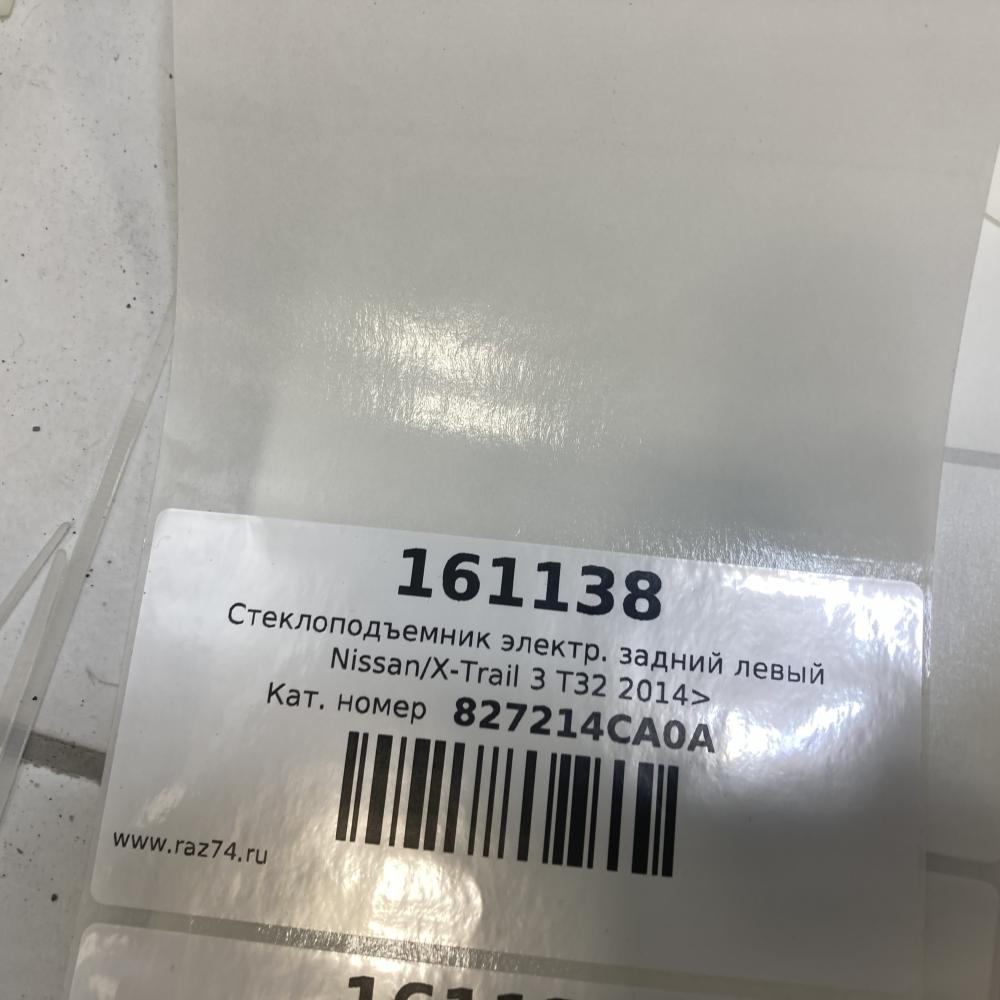 161138
Стеклоподъемник электр. задний левый
Nissan/X-Trail 3 T32 2014>
Кат. номер 827214CA0A
www.raz74.ru